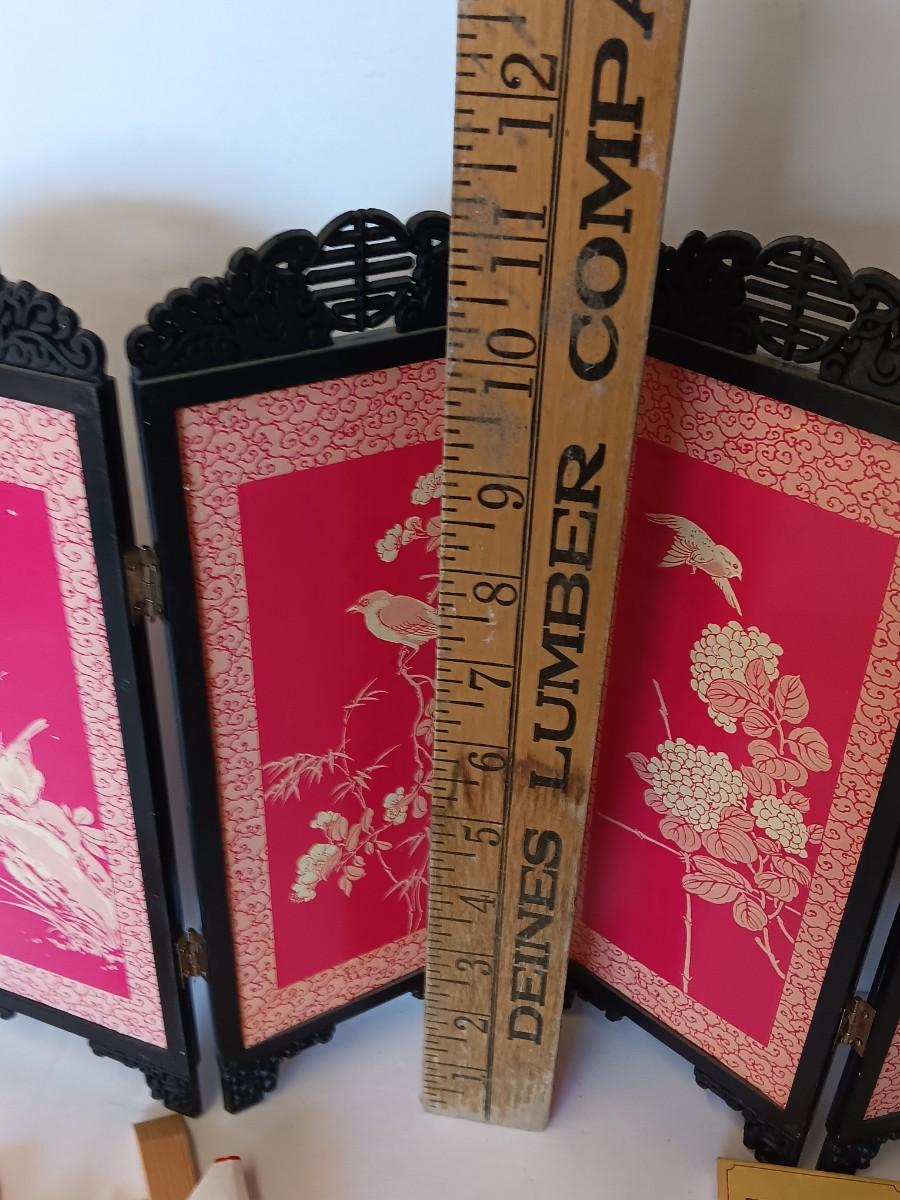 DEINES LUMBER COMPA
1 2 3 4 5 6 7 8 9 10 11 12